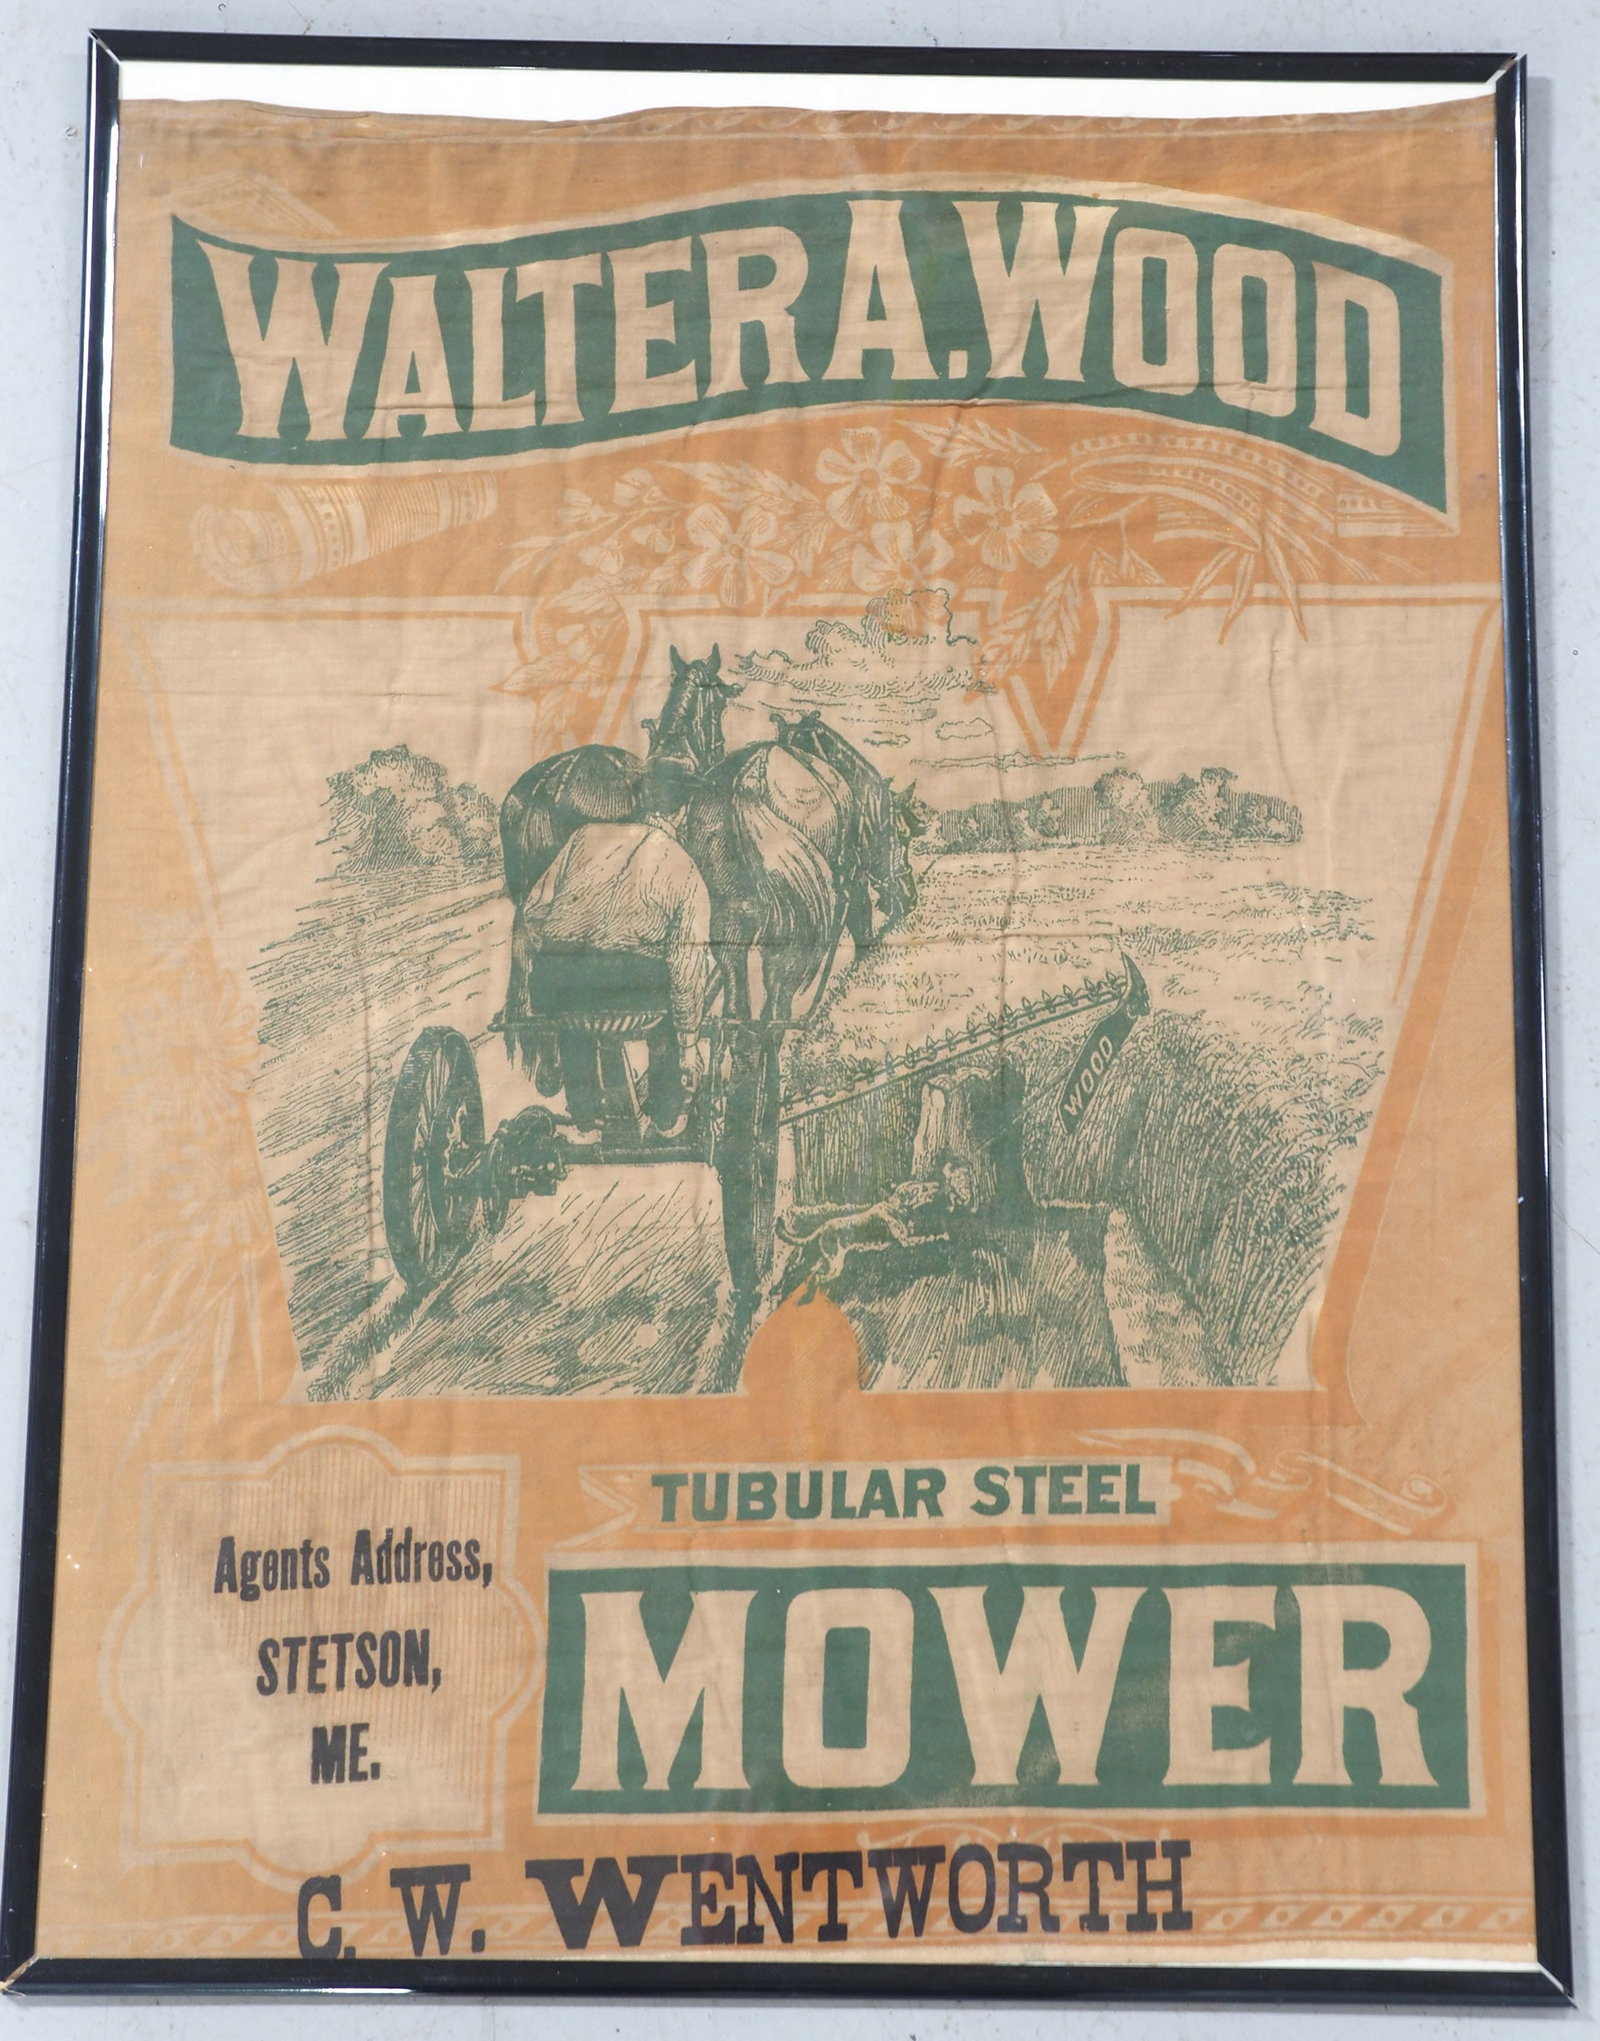 WALTER A. WOOD
WOOD
TUBULAR STEEL
MOWER
Agents Address,
STETSON,
ME.
C. W. WENTWORTH